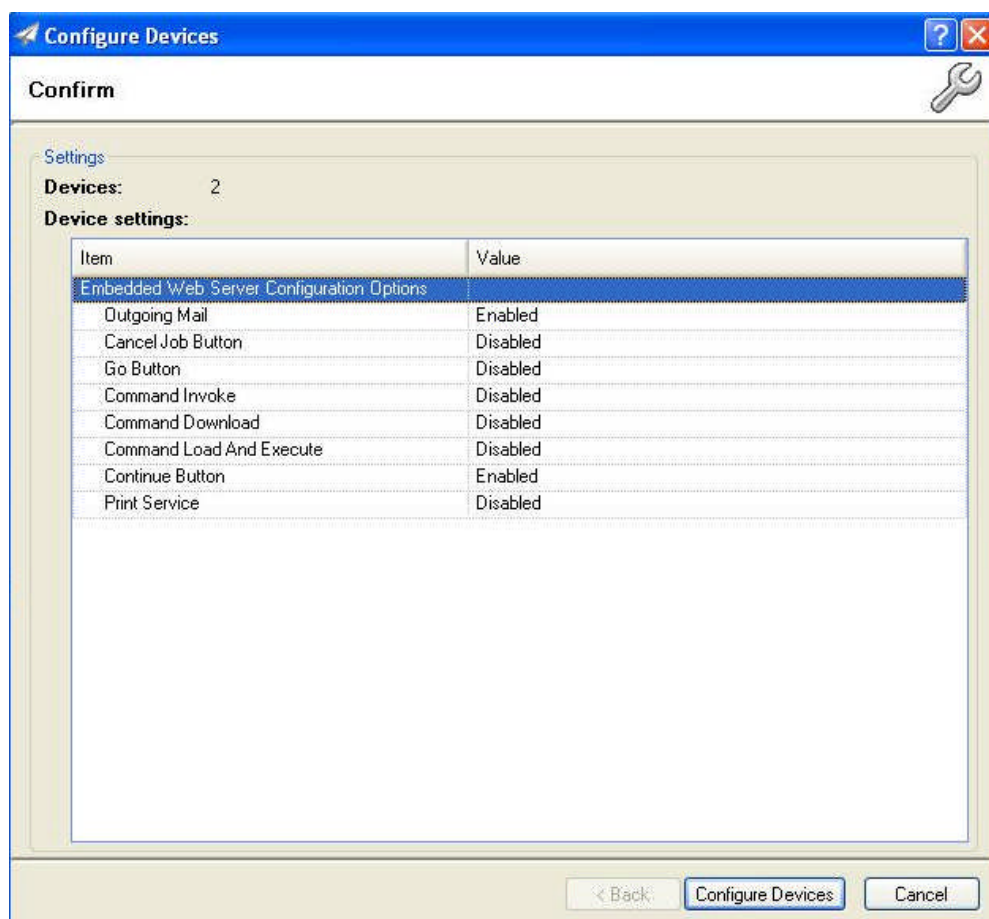 Configure Devices
Confirm
Settings
Devices: 2
Device settings:
Item Value
Embedded Web Server Configuration Options
Outgoing Mail Enabled
Cancel Job Button Disabled
Go Button Disabled
Command Invoke Disabled
Command Download Disabled
Command Load And Execute Disabled
Continue Button Enabled
Print Service Disabled
< Back Configure Devices Cancel